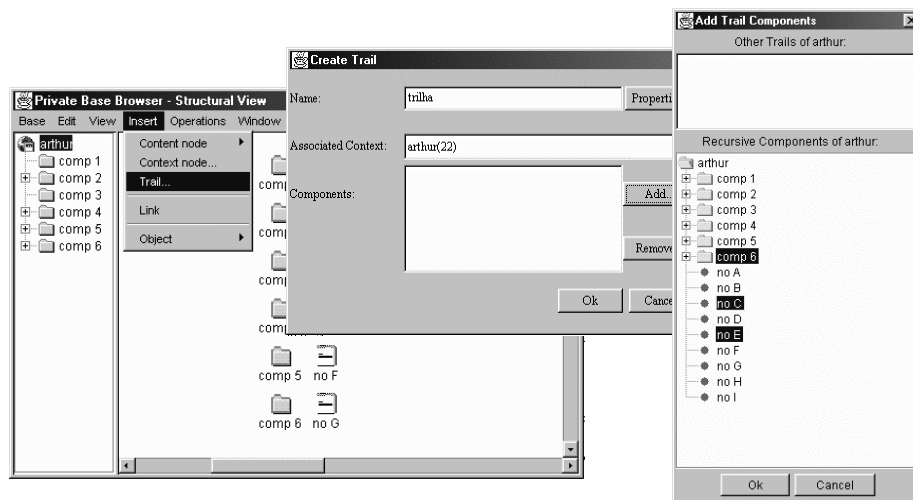 Private Base Browser - Structural View
Base Edit View Insert Operations Window
arthur
comp 1
comp 2
comp 3
comp 4
comp 5
comp 6
Content node
Context node...
Trail...
Link
Object
comp
comp
com
comp
comp 5 no F
comp 6 no G
Create Trail
Name: trilha Properti
Associated Context: arthur(22)
Components:
Add..
Remove
Ok Cance
Add Trail Components
Other Trails of arthur:
Recursive Components of arthur:
arthur
comp 1
comp 2
comp 3
comp 4
comp 5
comp 6
no A
no B
no C
no D
no E
no F
no G
no H
no I
Ok Cancel